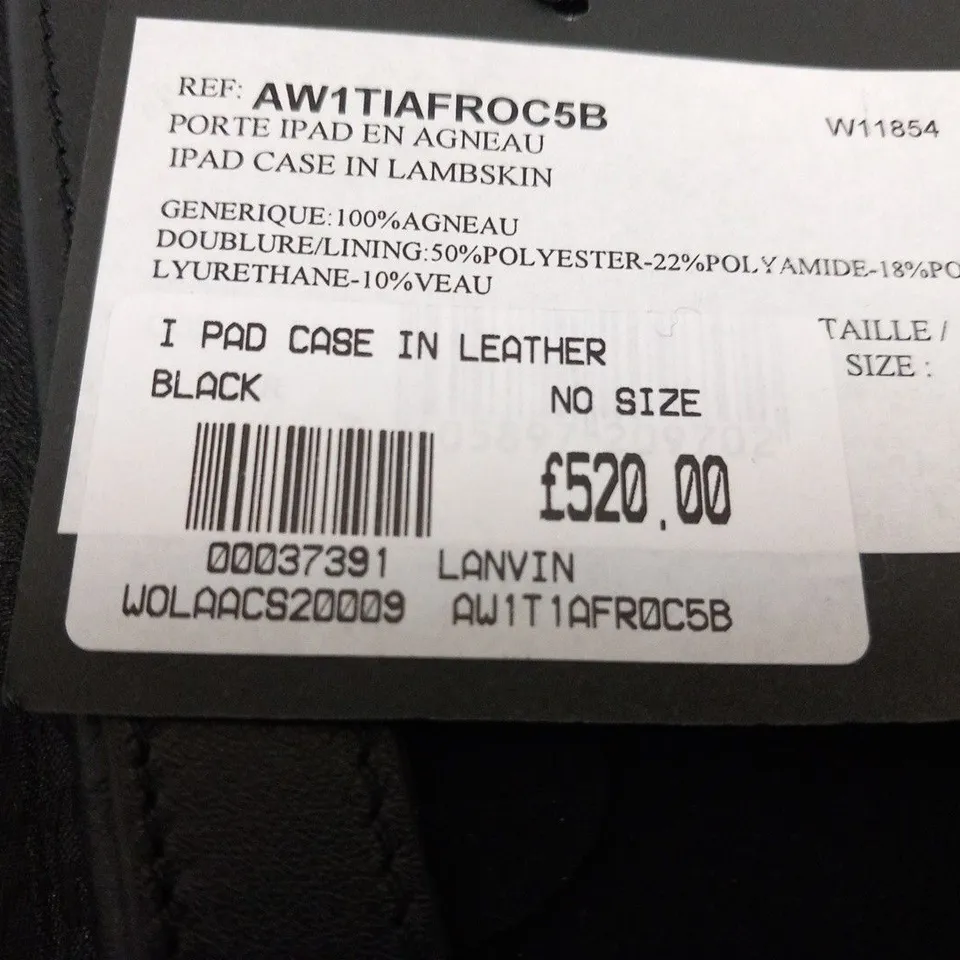 REF: AW1TIAFROC5B
W11854
PORTE IPAD EN AGNEAU
IPAD CASE IN LAMBSKIN
GENERIQUE:100%AGNEAU
DOUBLURE/LINING:50%POLYESTER-22%POLYAMIDE-18%PO
LYURETHANE-10%VEAU
TAILLE /
SIZE :
I PAD CASE IN LEATHER
BLACK
NO SIZE
£520.00
00037391 LANVIN
WOLAACS20009 AW1T1AFR0C5B